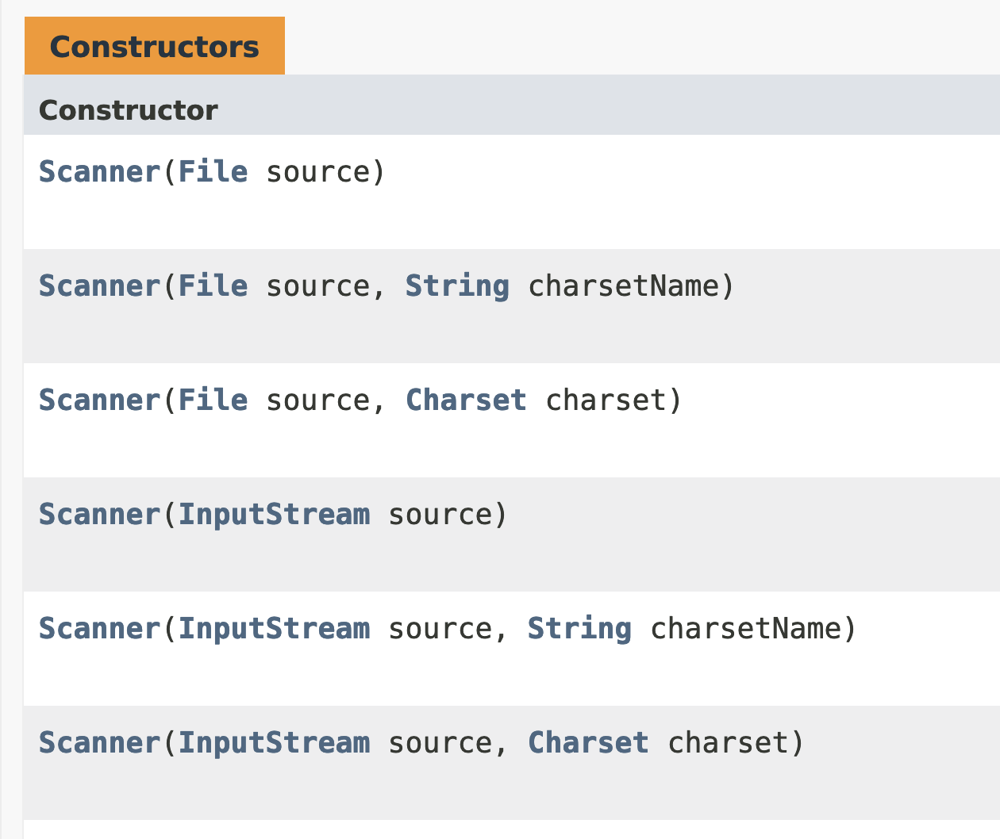 Constructors
Constructor
Scanner(File source)
Scanner(File source, String charsetName)
Scanner(File source, Charset charset)
Scanner(InputStream source)
Scanner(InputStream source, String charsetName)
Scanner(InputStream source, Charset charset)